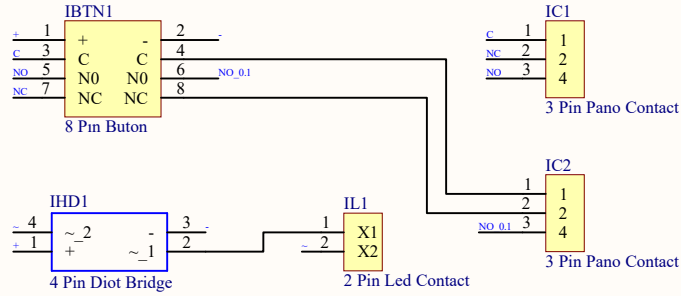 IBTN1
+ 1 + - 2 -
C 3 C C 4
NO 5 N0 N0 6 NO_0.1
NC 7 NC NC 8
8 Pin Buton
IC1
C 1 1
NC 2 2
NO 3 4
3 Pin Pano Contact
IC2
1 1
2 2
NO_0.1 3 4
3 Pin Pano Contact
IHD1
~ 4 ~_2 - 3 -
+ 1 + ~_1 2
4 Pin Diot Bridge
IL1
1 X1
~ 2 X2
2 Pin Led Contact